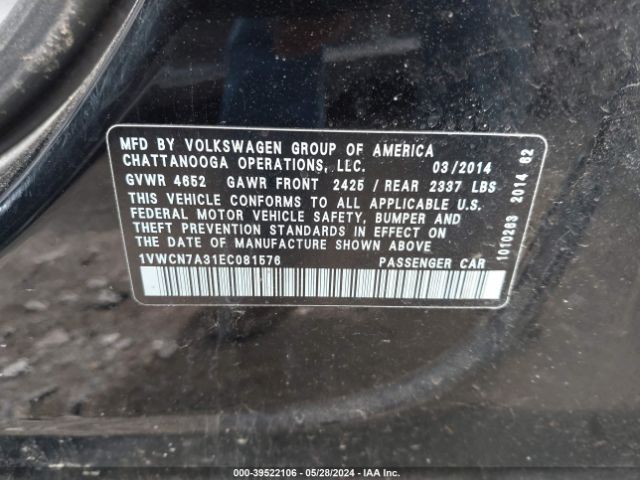 MFD BY VOLKSWAGEN GROUP OF AMERICA
CHATTANOOGA OPERATIONS, LLC. 03/2014
GVWR 4652 GAWR FRONT 2425 / REAR 2337 LBS
THIS VEHICLE CONFORMS TO ALL APPLICABLE U.S.
FEDERAL MOTOR VEHICLE SAFETY, BUMPER AND
THEFT PREVENTION STANDARDS IN EFFECT ON
THE DATE OF MANUFACTURE SHOWN ABOVE.
1VWCN7A31EC081576 PASSENGER CAR
1010263 2014 62
000-39522106 - 05/28/2024 - IAA Inc.